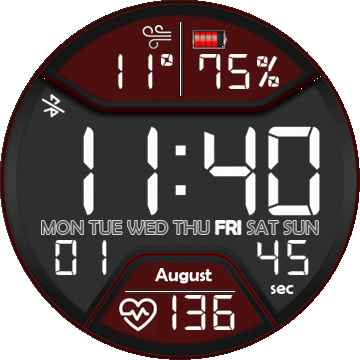 11° 75%
11:40
MON TUE WED THU FRI SAT SUN
01 45
sec
August
136